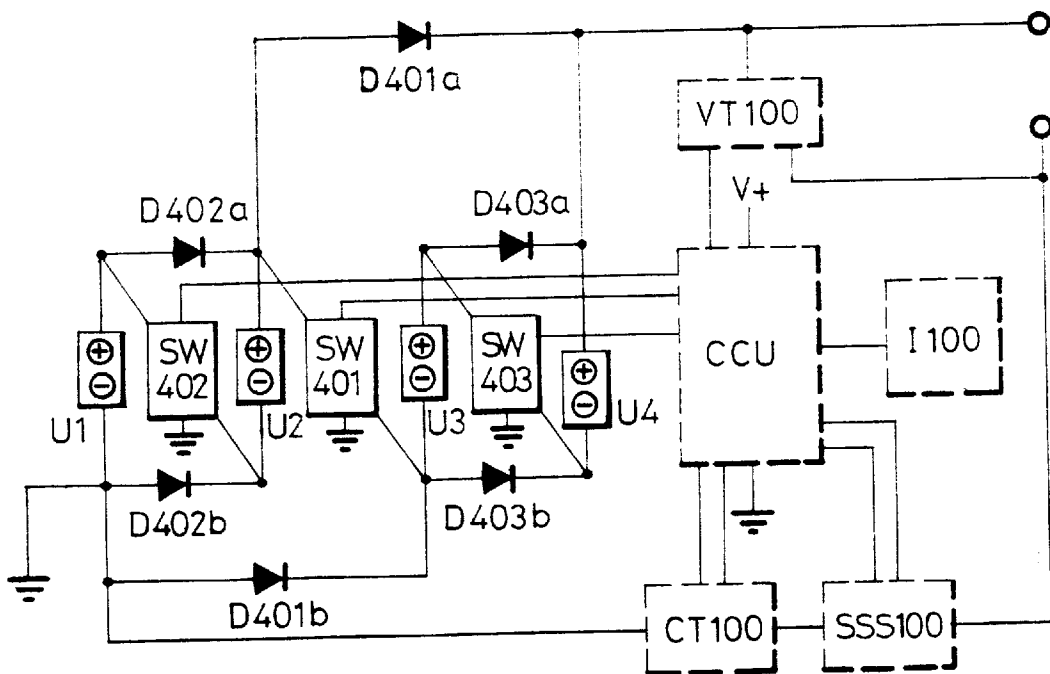 D401a
VT100
V+
D402a
D403a
SW
402
SW
401
SW
403
CCU
I100
U1
U2
U3
U4
D402b
D403b
D401b
CT100
SSS100